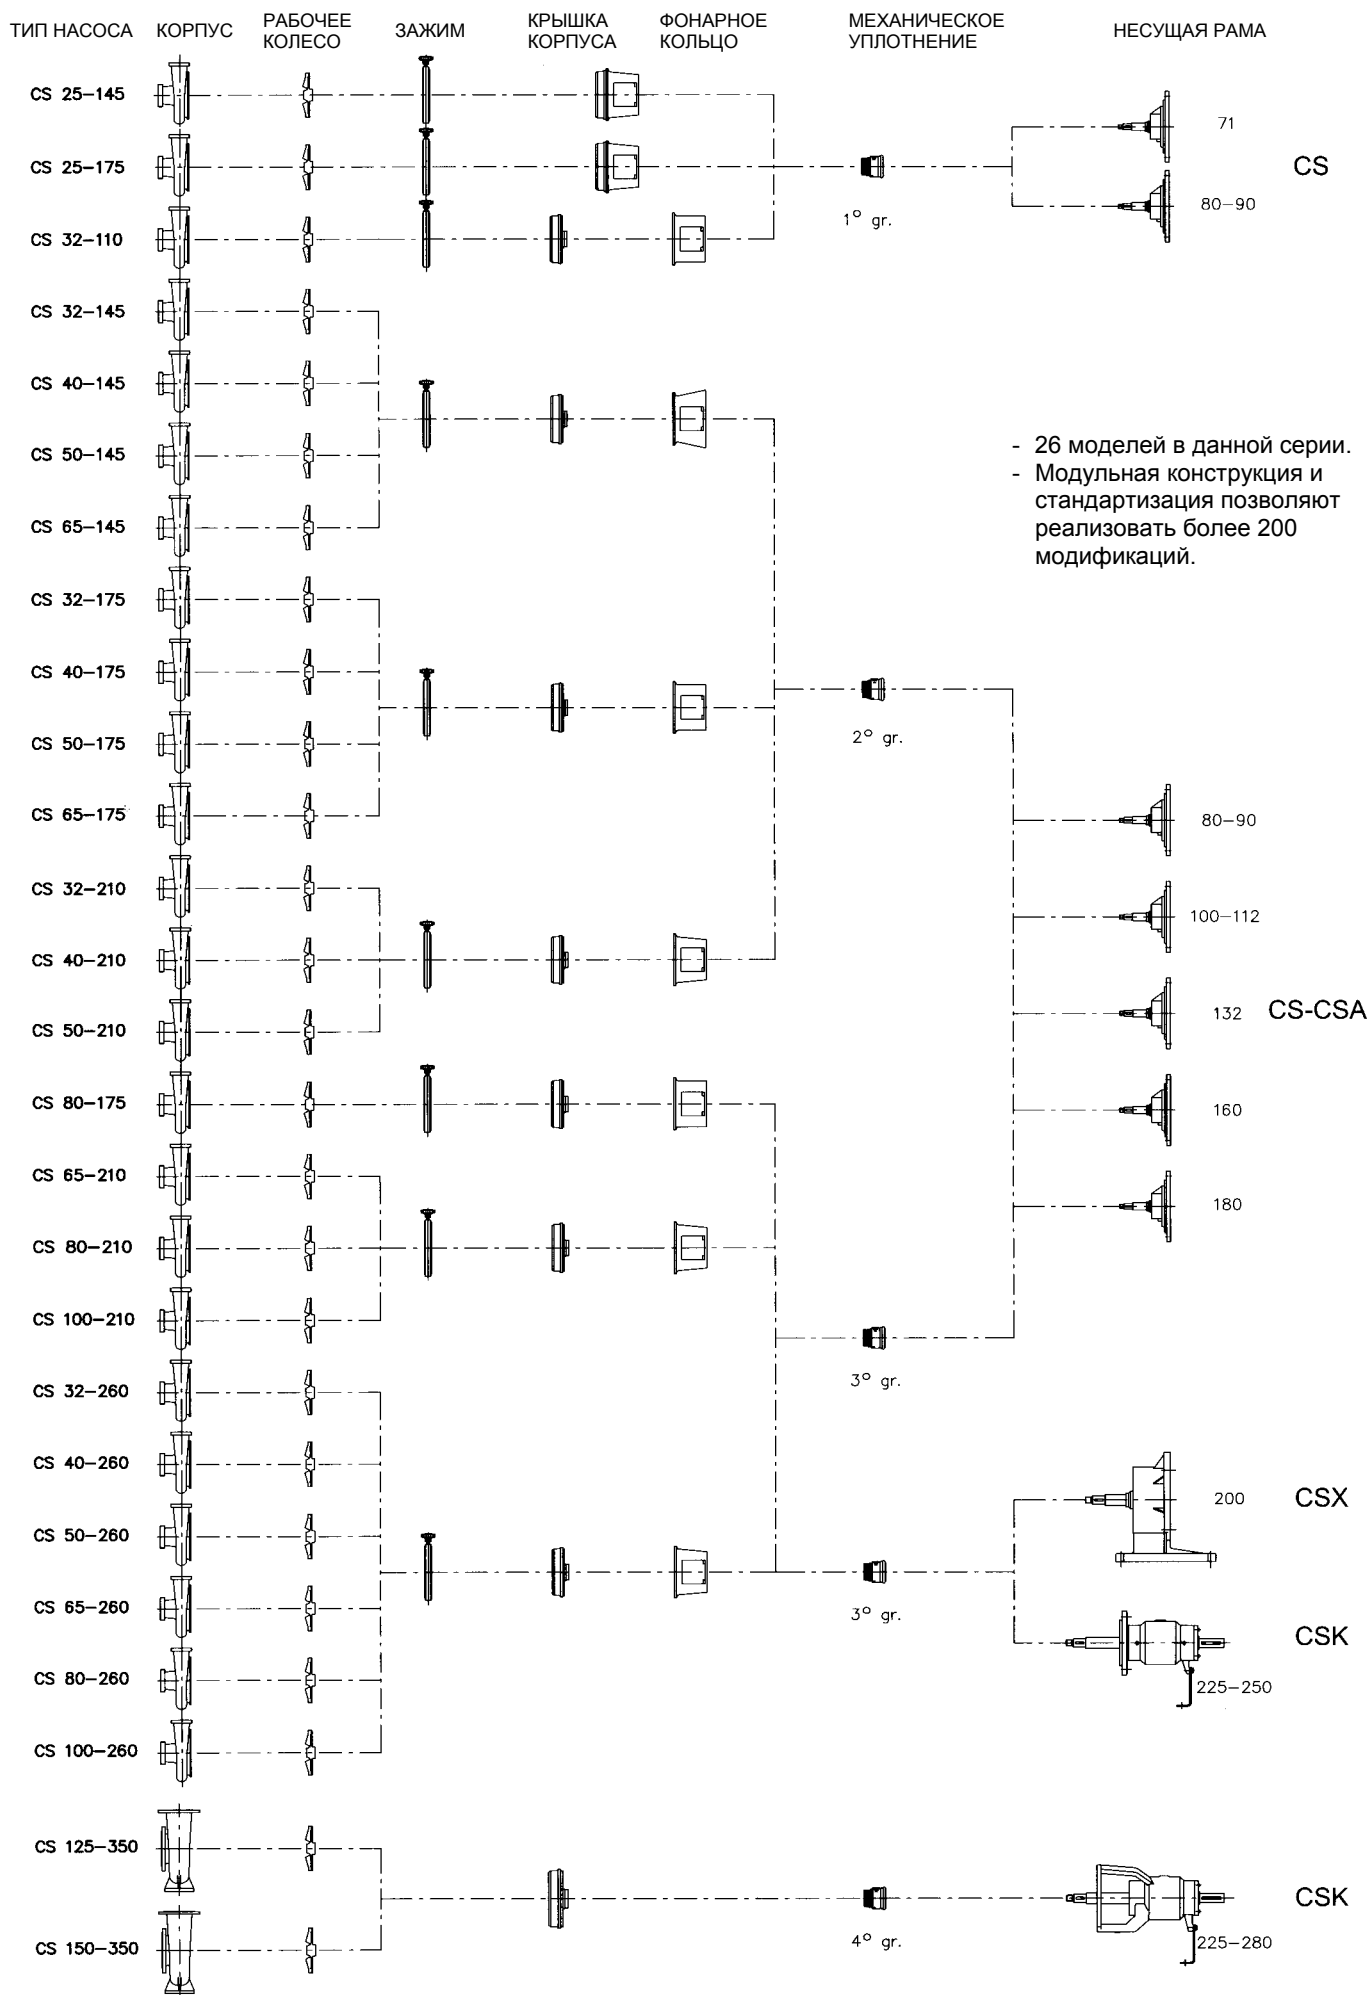 ТИП НАСОСА
КОРПУС
РАБОЧЕЕ
КОЛЕСО
ЗАЖИМ
КРЫШКА
КОРПУСА
ФОНАРНОЕ
КОЛЬЦО
МЕХАНИЧЕСКОЕ
УПЛОТНЕНИЕ
НЕСУЩАЯ РАМА
CS 25-145
71
CS 25-175
CS
1° gr.
80-90
CS 32-110
CS 32-145
CS 40-145
CS 50-145
CS 65-145
- 26 моделей в данной серии.
- Модульная конструкция и
стандартизация позволяют
реализовать более 200
модификаций.
CS 32-175
CS 40-175
CS 50-175
2° gr.
CS 65-175
80-90
CS 32-210
100-112
CS 40-210
CS 50-210
132
CS-CSA
CS 80-175
160
CS 65-210
180
CS 80-210
CS 100-210
3° gr.
CS 32-260
CS 40-260
200
CSX
CS 50-260
CS 65-260
3° gr.
CSK
CS 80-260
225-250
CS 100-260
CS 125-350
CSK
CS 150-350
4° gr.
225-280